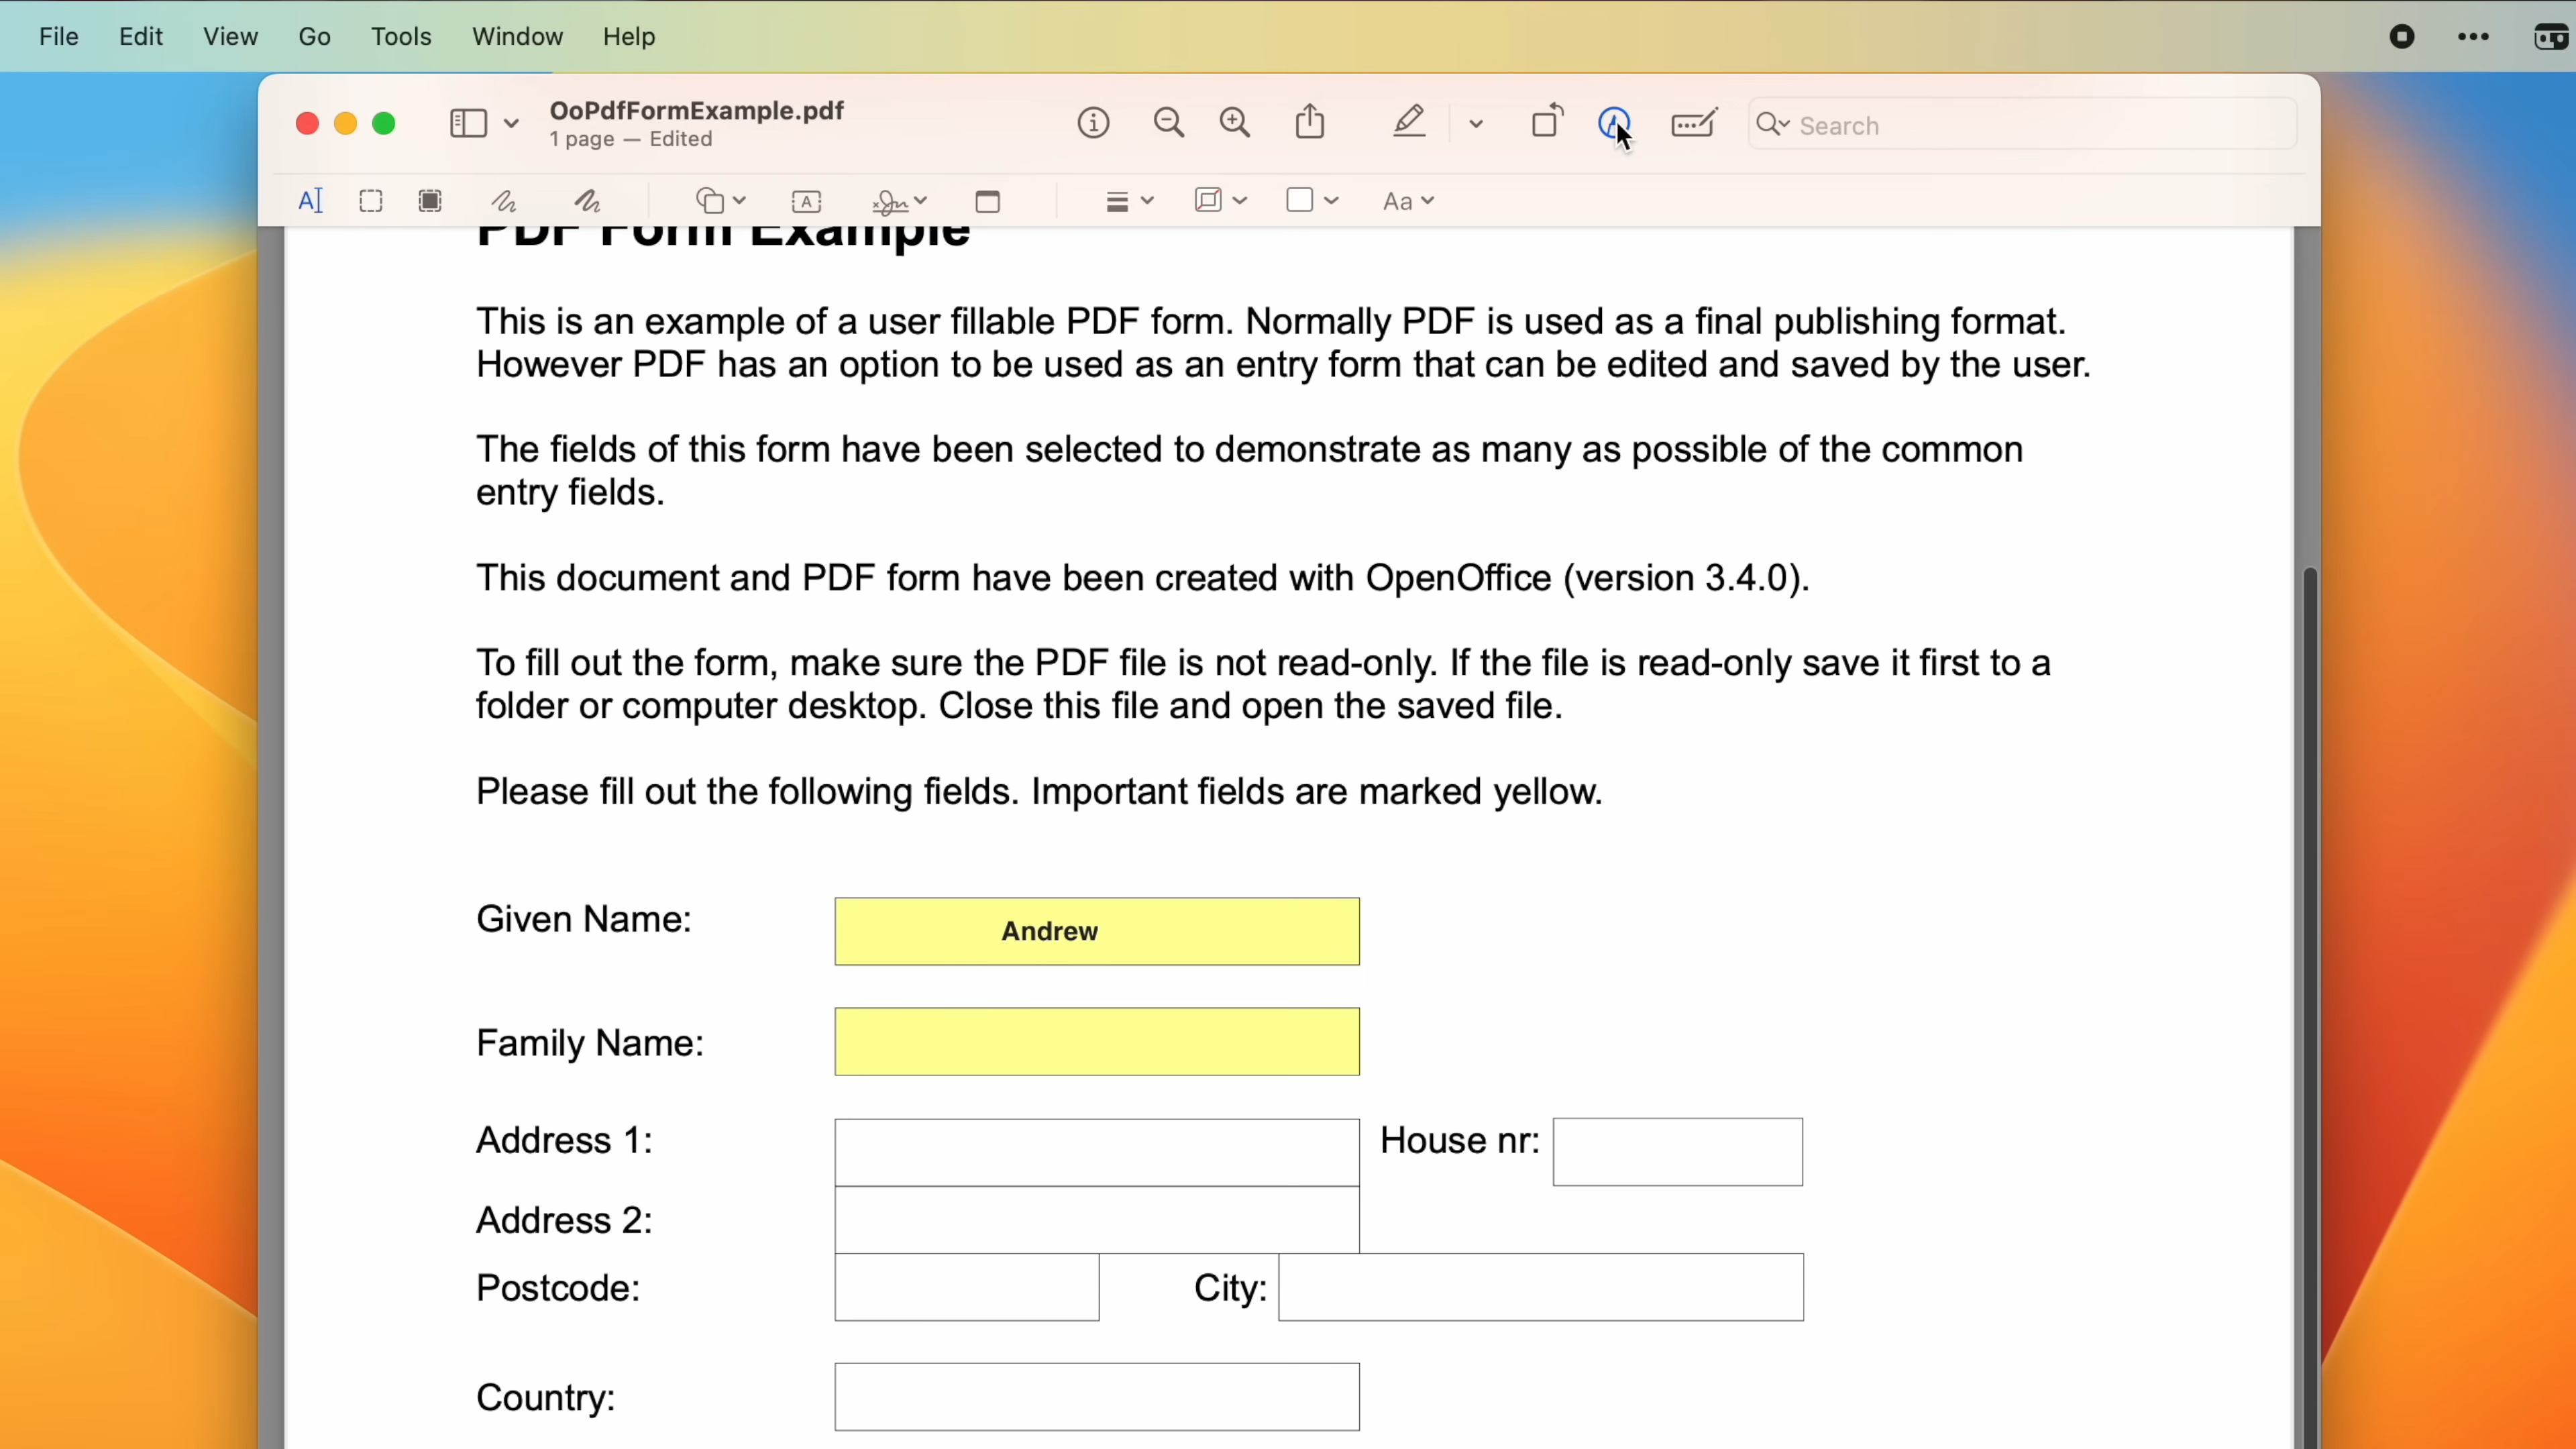 File Edit View Go Tools Window Help
OoPdfFormExample.pdf
1 page — Edited
Search
A
A
Aa
PDF Form Example
This is an example of a user fillable PDF form. Normally PDF is used as a final publishing format.
However PDF has an option to be used as an entry form that can be edited and saved by the user.
The fields of this form have been selected to demonstrate as many as possible of the common
entry fields.
This document and PDF form have been created with OpenOffice (version 3.4.0).
To fill out the form, make sure the PDF file is not read-only. If the file is read-only save it first to a
folder or computer desktop. Close this file and open the saved file.
Please fill out the following fields. Important fields are marked yellow.
Given Name: Andrew
Family Name:
Address 1: House nr:
Address 2:
Postcode: City:
Country: